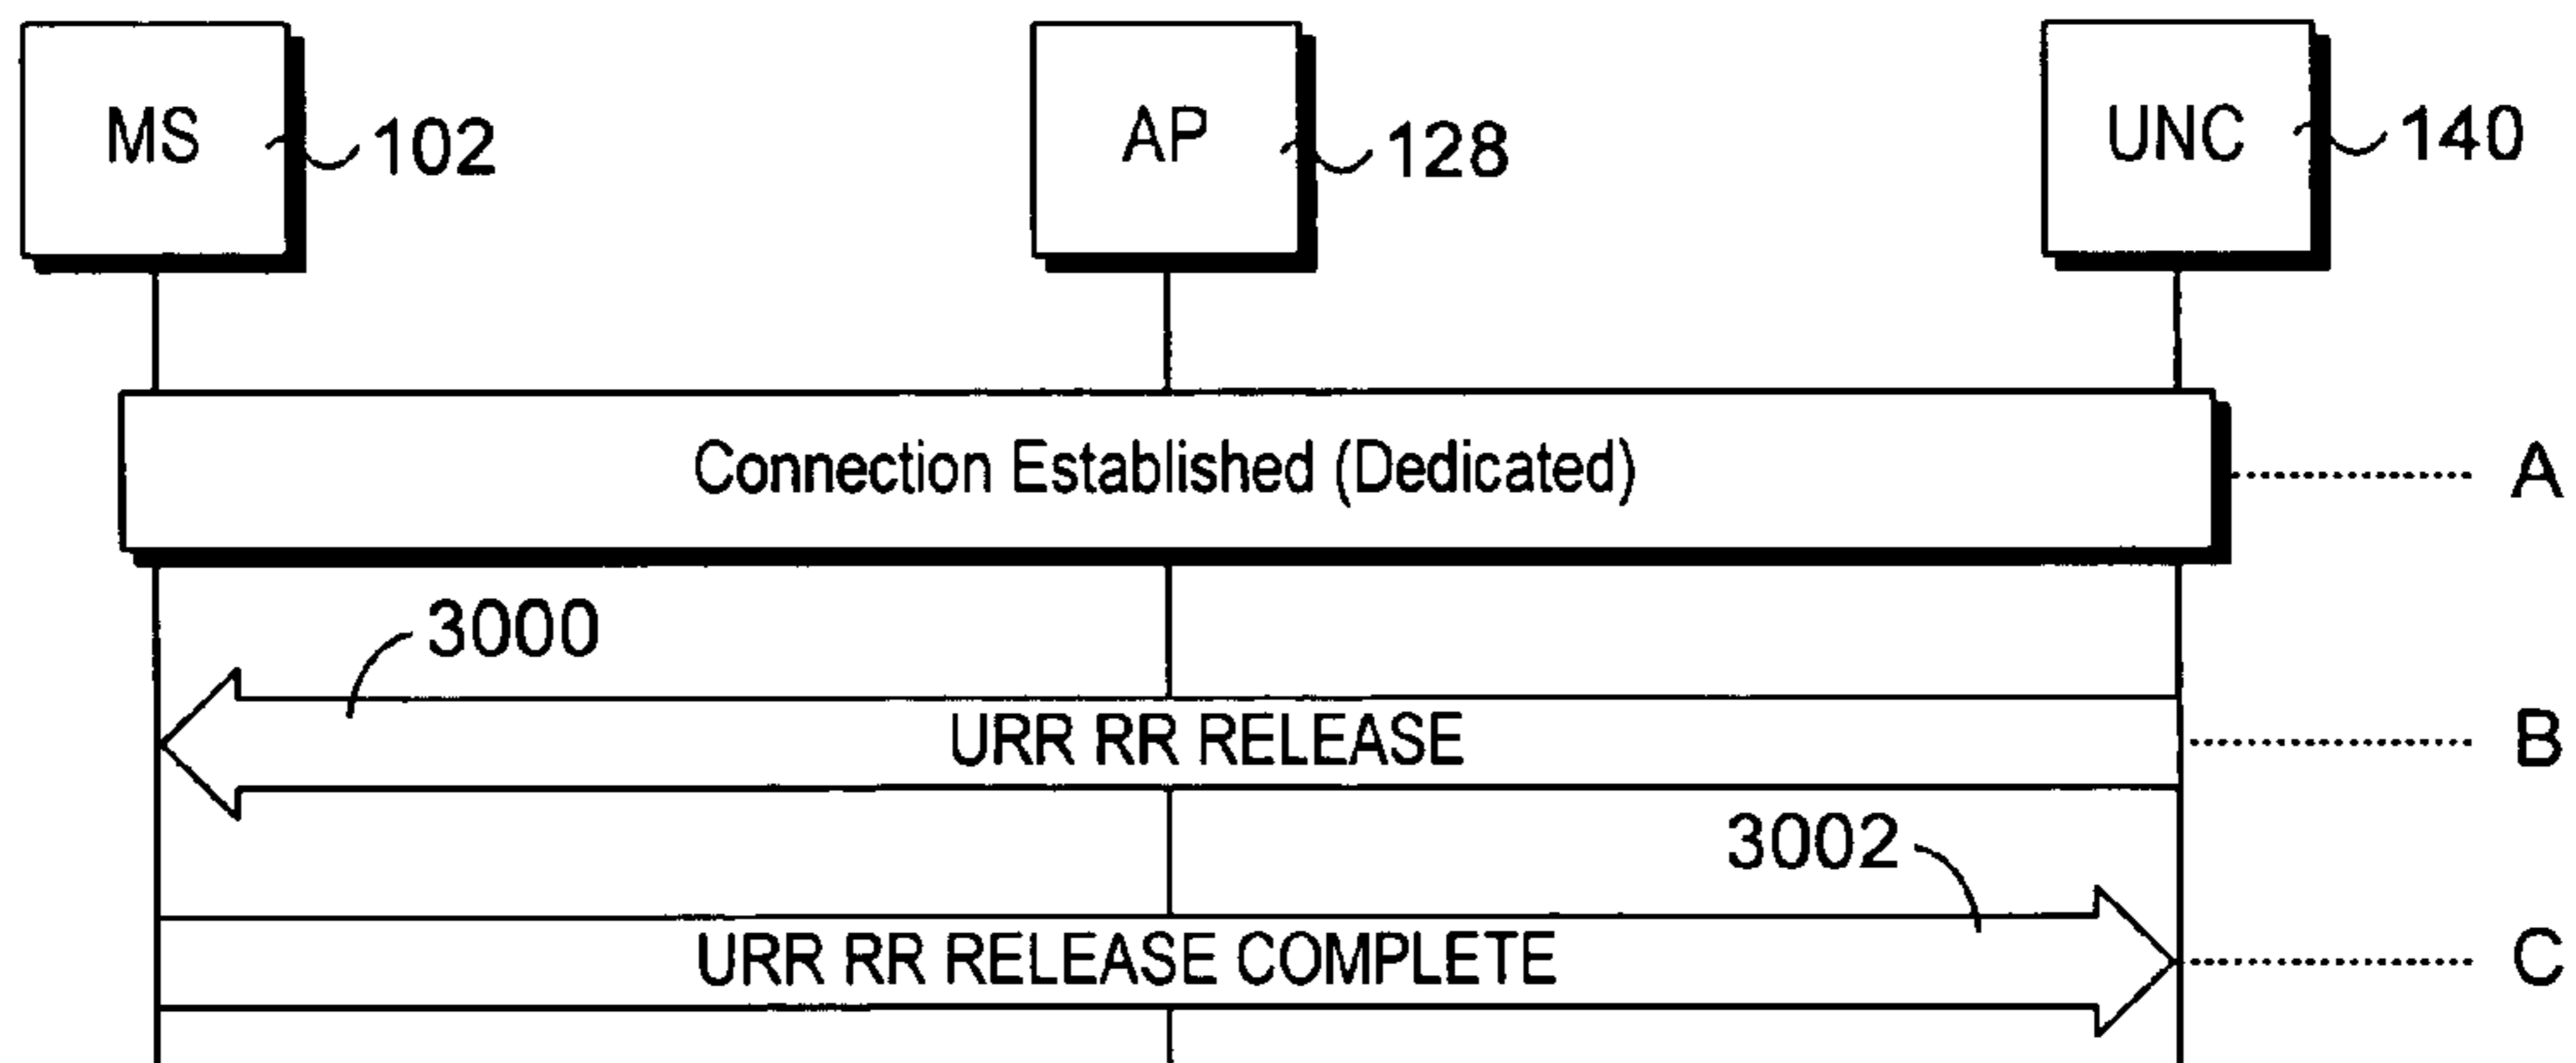 MS 102 AP 128 UNC 140
Connection Established (Dedicated) A
3000
URR RR RELEASE B
3002
URR RR RELEASE COMPLETE C